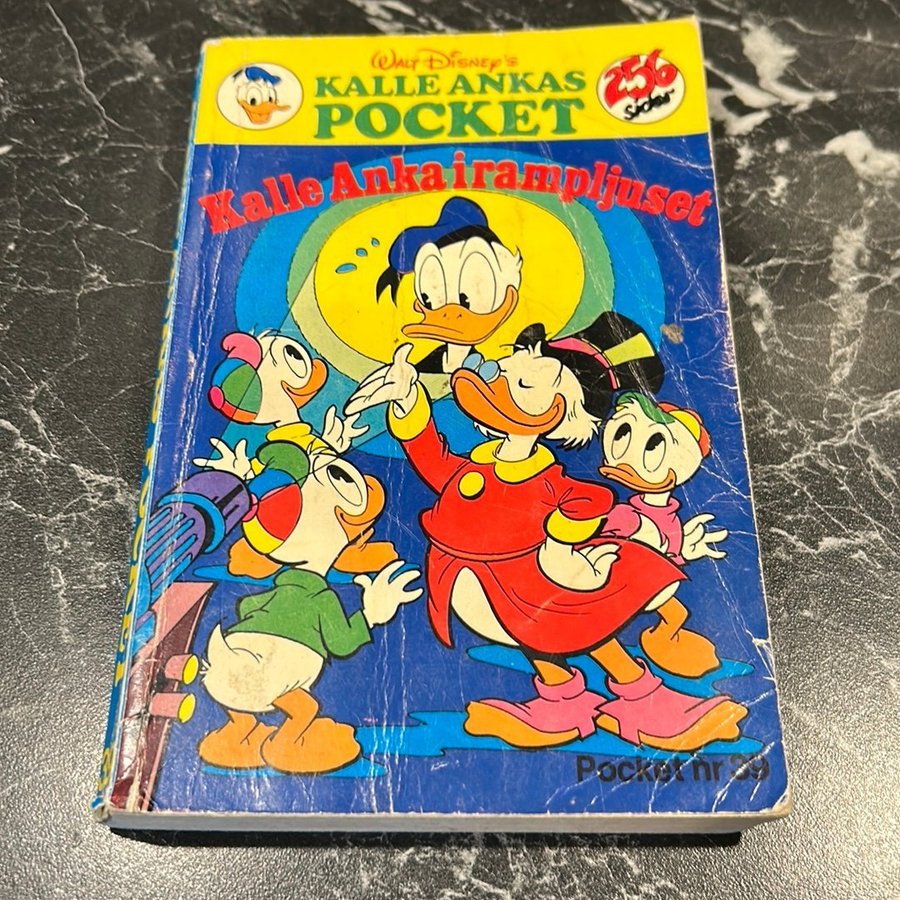 Walt Disney's
KALLE ANKAS
POCKET
256
Sidor
Kalle Anka i rampljuset
Pocket nr 39